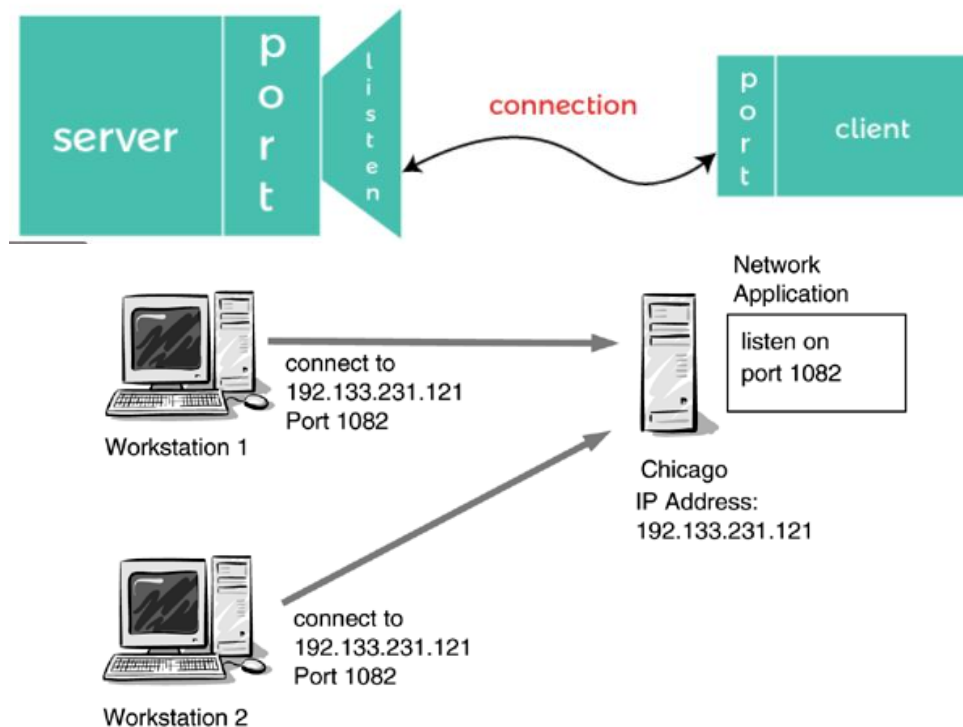 server
port
listen
connection
port
client
Network
Application
listen on
port 1082
connect to
192.133.231.121
Port 1082
Workstation 1
Chicago
IP Address:
192.133.231.121
connect to
192.133.231.121
Port 1082
Workstation 2